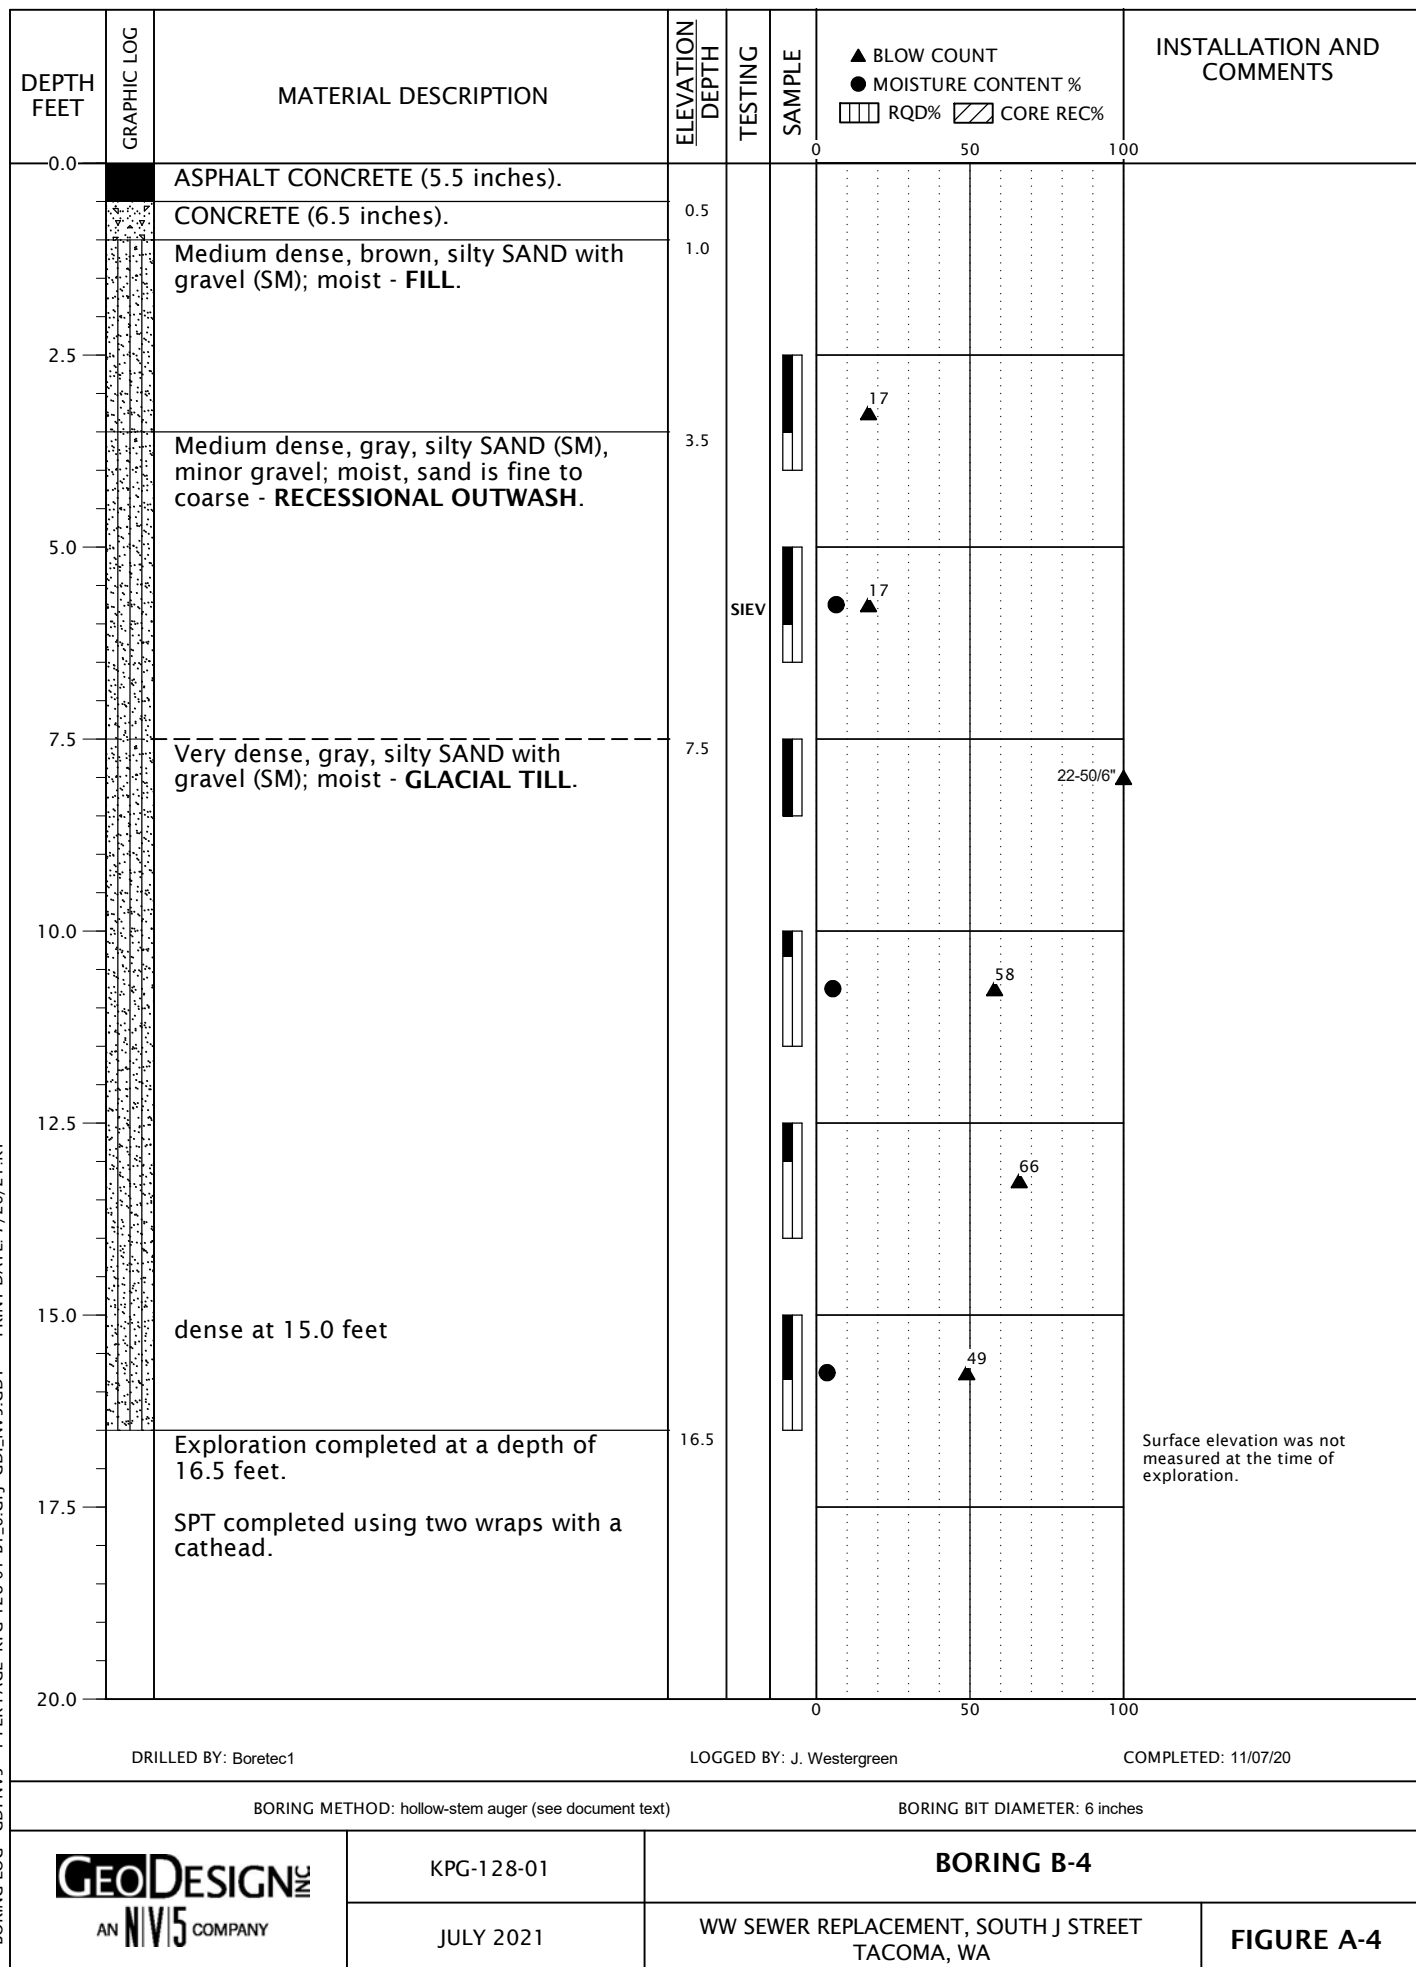 DEPTH
FEET
GRAPHIC LOG
MATERIAL DESCRIPTION
ELEVATION
DEPTH
TESTING
SAMPLE
▲ BLOW COUNT
● MOISTURE CONTENT %
RQD% CORE REC%
INSTALLATION AND
COMMENTS
0 50 100
0.0
ASPHALT CONCRETE (5.5 inches).
CONCRETE (6.5 inches).
0.5
Medium dense, brown, silty SAND with
gravel (SM); moist - FILL.
1.0
2.5
17
Medium dense, gray, silty SAND (SM),
minor gravel; moist, sand is fine to
coarse - RECESSIONAL OUTWASH.
3.5
5.0
SIEV
17
7.5
Very dense, gray, silty SAND with
gravel (SM); moist - GLACIAL TILL.
7.5
22-50/6"
10.0
58
12.5
66
15.0
dense at 15.0 feet
49
Exploration completed at a depth of
16.5 feet.
16.5
Surface elevation was not
measured at the time of
exploration.
17.5
SPT completed using two wraps with a
cathead.
20.0
0 50 100
DRILLED BY: Boretec1
LOGGED BY: J. Westergreen
COMPLETED: 11/07/20
BORING METHOD: hollow-stem auger (see document text)
BORING BIT DIAMETER: 6 inches
GEODESIGN INC
AN N|V|5 COMPANY
KPG-128-01
JULY 2021
BORING B-4
WW SEWER REPLACEMENT, SOUTH J STREET
TACOMA, WA
FIGURE A-4